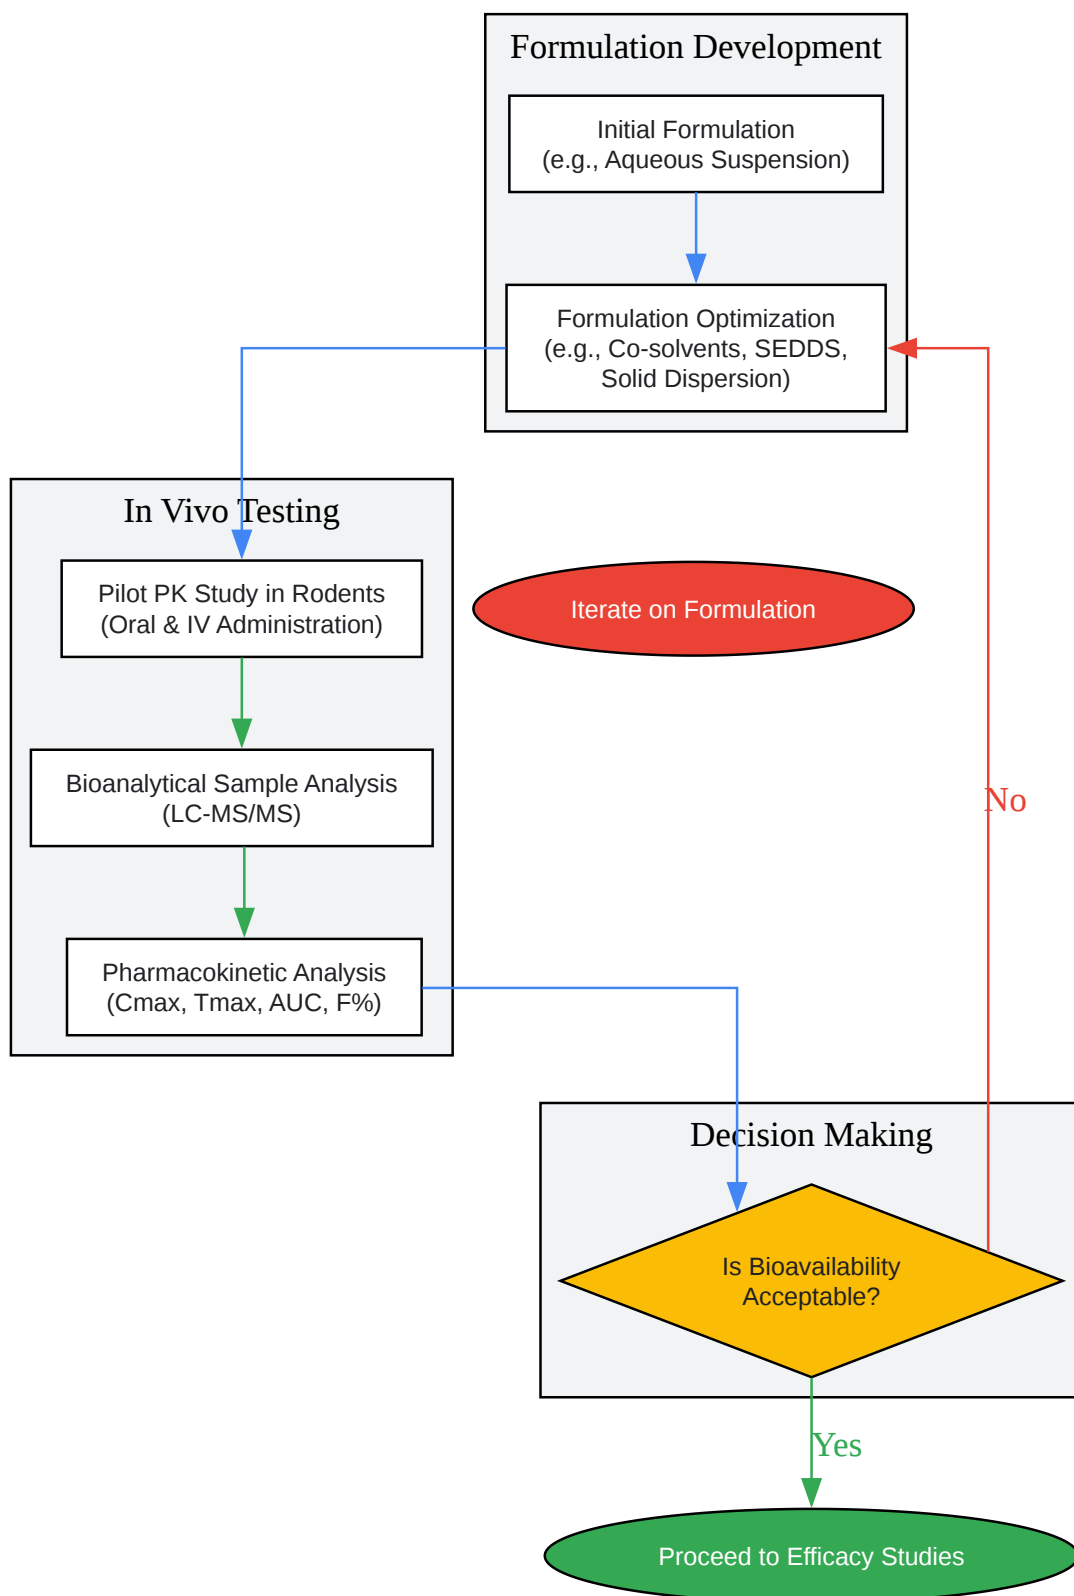 Formulation Development
Initial Formulation
(e.g., Aqueous Suspension)
Formulation Optimization
(e.g., Co-solvents, SEDDS,
Solid Dispersion)
In Vivo Testing
Pilot PK Study in Rodents
(Oral & IV Administration)
Iterate on Formulation
Bioanalytical Sample Analysis
(LC-MS/MS)
No
Pharmacokinetic Analysis
(Cmax, Tmax, AUC, F%)
Decision Making
Is Bioavailability
Acceptable?
Yes
Proceed to Efficacy Studies